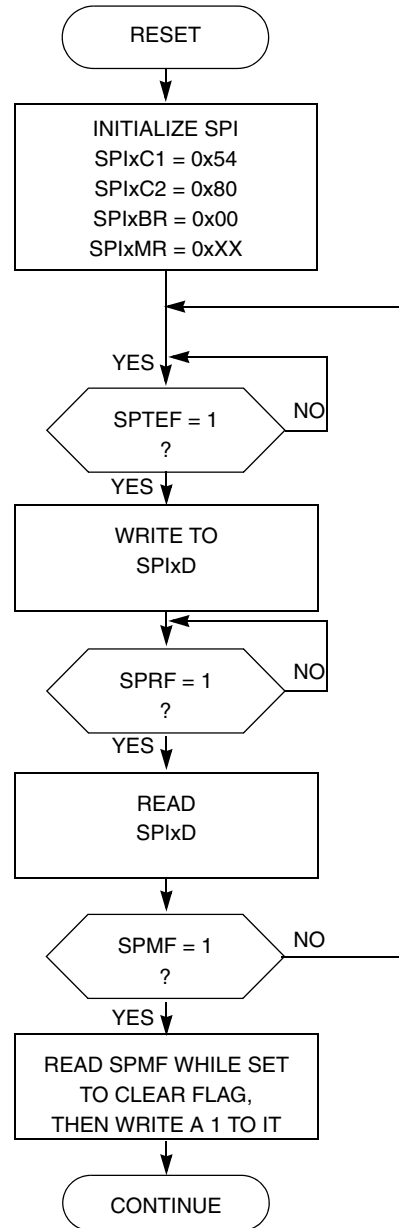 RESET
INITIALIZE SPI
SPIxC1 = 0x54
SPIxC2 = 0x80
SPIxBR = 0x00
SPIxMR = 0xXX
YES
SPTEF = 1
?
NO
YES
WRITE TO
SPIxD
SPRF = 1
?
NO
YES
READ
SPIxD
SPMF = 1
?
NO
YES
READ SPMF WHILE SET
TO CLEAR FLAG,
THEN WRITE A 1 TO IT
CONTINUE